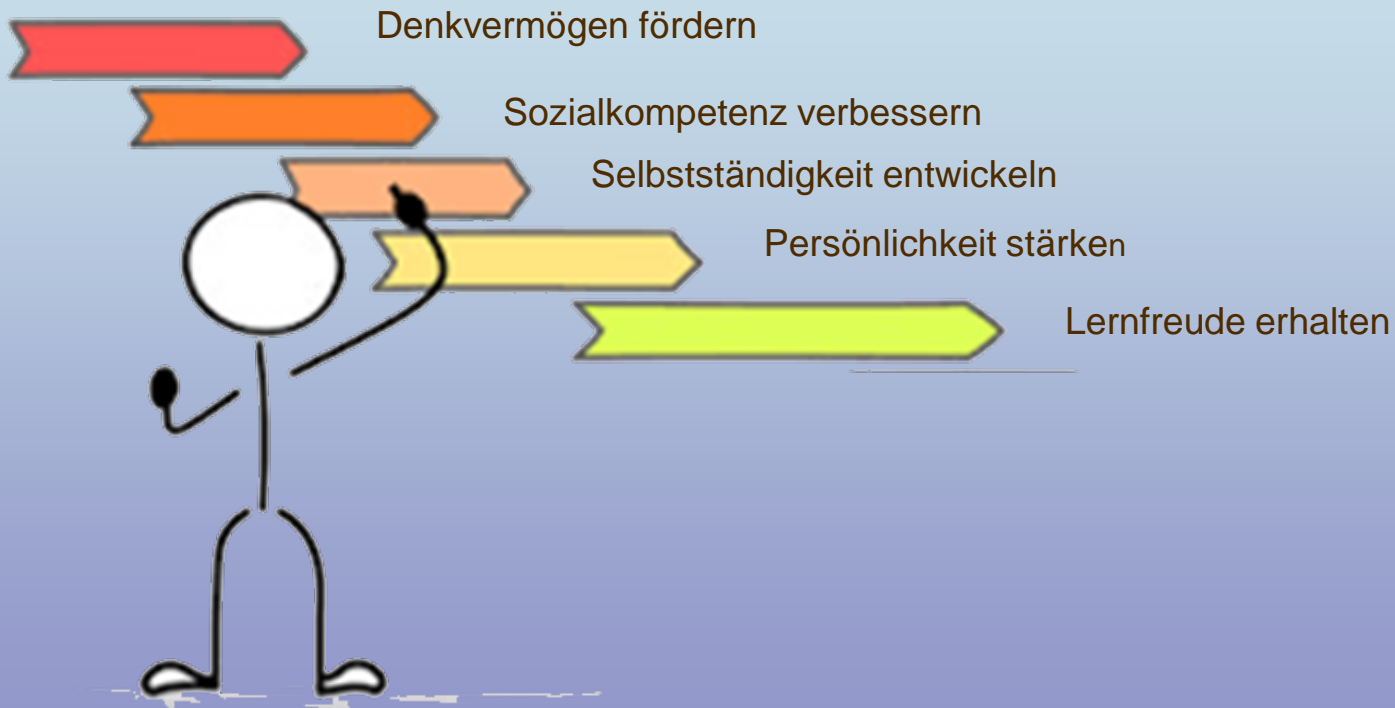 Denkvermögen fördern
Sozialkompetenz verbessern
Selbstständigkeit entwickeln
Persönlichkeit stärken
Lernfreude erhalten